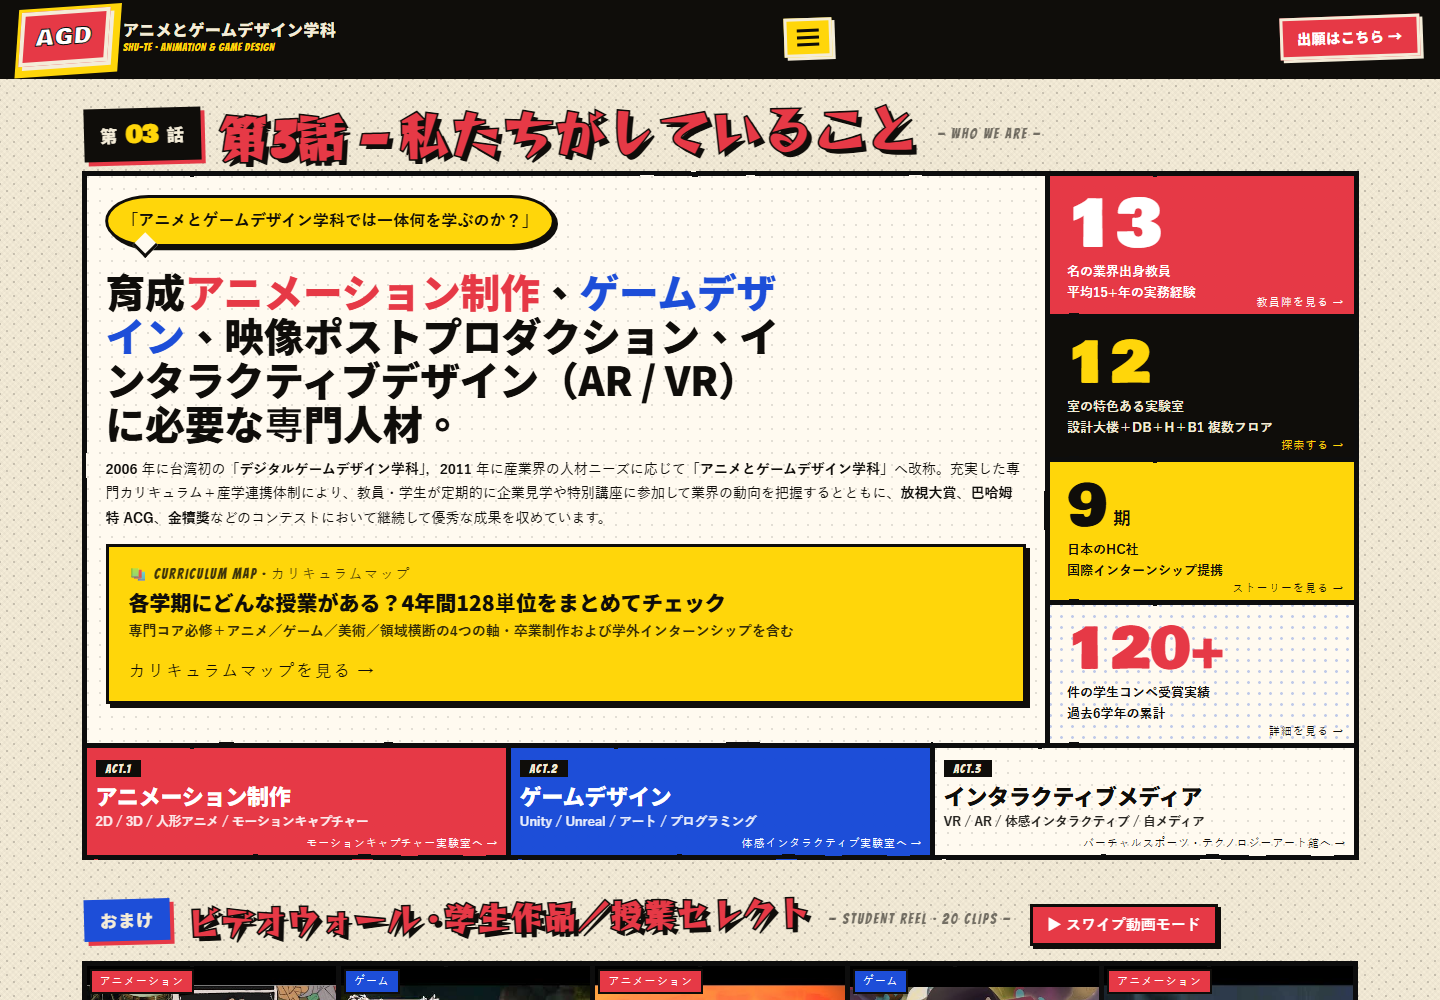 AGD
アニメとゲームデザイン学科
SHU-TE · ANIMATION & GAME DESIGN
出願はこちら →
第 03 話
第3話 – 私たちがしていること
– WHO WE ARE –
「アニメとゲームデザイン学科では一体何を学ぶのか？」
育成アニメーション制作、ゲームデザ
イン、映像ポストプロダクション、イ
ンタラクティブデザイン（AR / VR）
に必要な専門人材。
2006 年に台湾初の「デジタルゲームデザイン学科」，2011 年に産業界の人材ニーズに応じて「アニメとゲームデザイン学科」へ改称。充実した専
門カリキュラム＋産学連携体制により、教員・学生が定期的に企業見学や特別講座に参加して業界の動向を把握するとともに、放視大賞、巴哈姆
特 ACG、金犢獎などのコンテストにおいて継続して優秀な成果を収めています。
CURRICULUM MAP · カリキュラムマップ
各学期にどんな授業がある？4年間128単位をまとめてチェック
専門コア必修＋アニメ／ゲーム／美術／領域横断の4つの軸・卒業制作および学外インターンシップを含む
カリキュラムマップを見る →
13
名の業界出身教員
平均15+年の実務経験
教員陣を見る →
12
室の特色ある実験室
設計大楼＋DB＋H＋B1 複数フロア
探索する →
9 期
日本のHC社
国際インターンシップ提携
ストーリーを見る →
120+
件の学生コンペ受賞実績
過去6学年の累計
詳細を見る →
ACT.1
アニメーション制作
2D / 3D / 人形アニメ / モーションキャプチャー
モーションキャプチャー実験室へ →
ACT.2
ゲームデザイン
Unity / Unreal / アート / プログラミング
体感インタラクティブ実験室へ →
ACT.3
インタラクティブメディア
VR / AR / 体感インタラクティブ / 自メディア
バーチャルスポーツ・テクノロジーアート館へ →
おまけ
ビデオウォール・学生作品／授業セレクト
– STUDENT REEL · 20 CLIPS –
▶ スワイプ動画モード
アニメーション
ゲーム
アニメーション
ゲーム
アニメーション